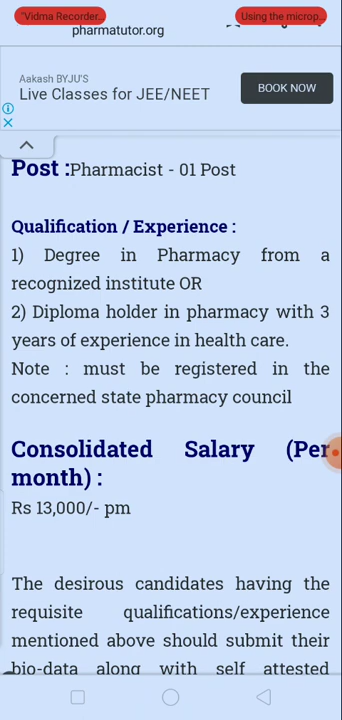 "Vidma Recorder...
Using the microp...
pharmatutor.org
Aakash BYJU'S
Live Classes for JEE/NEET
BOOK NOW
Post :Pharmacist - 01 Post
Qualification / Experience :
1) Degree in Pharmacy from a
recognized institute OR
2) Diploma holder in pharmacy with 3
years of experience in health care.
Note : must be registered in the
concerned state pharmacy council
Consolidated Salary (Per
month) :
Rs 13,000/- pm
The desirous candidates having the
requisite qualifications/experience
mentioned above should submit their
bio-data along with self attested